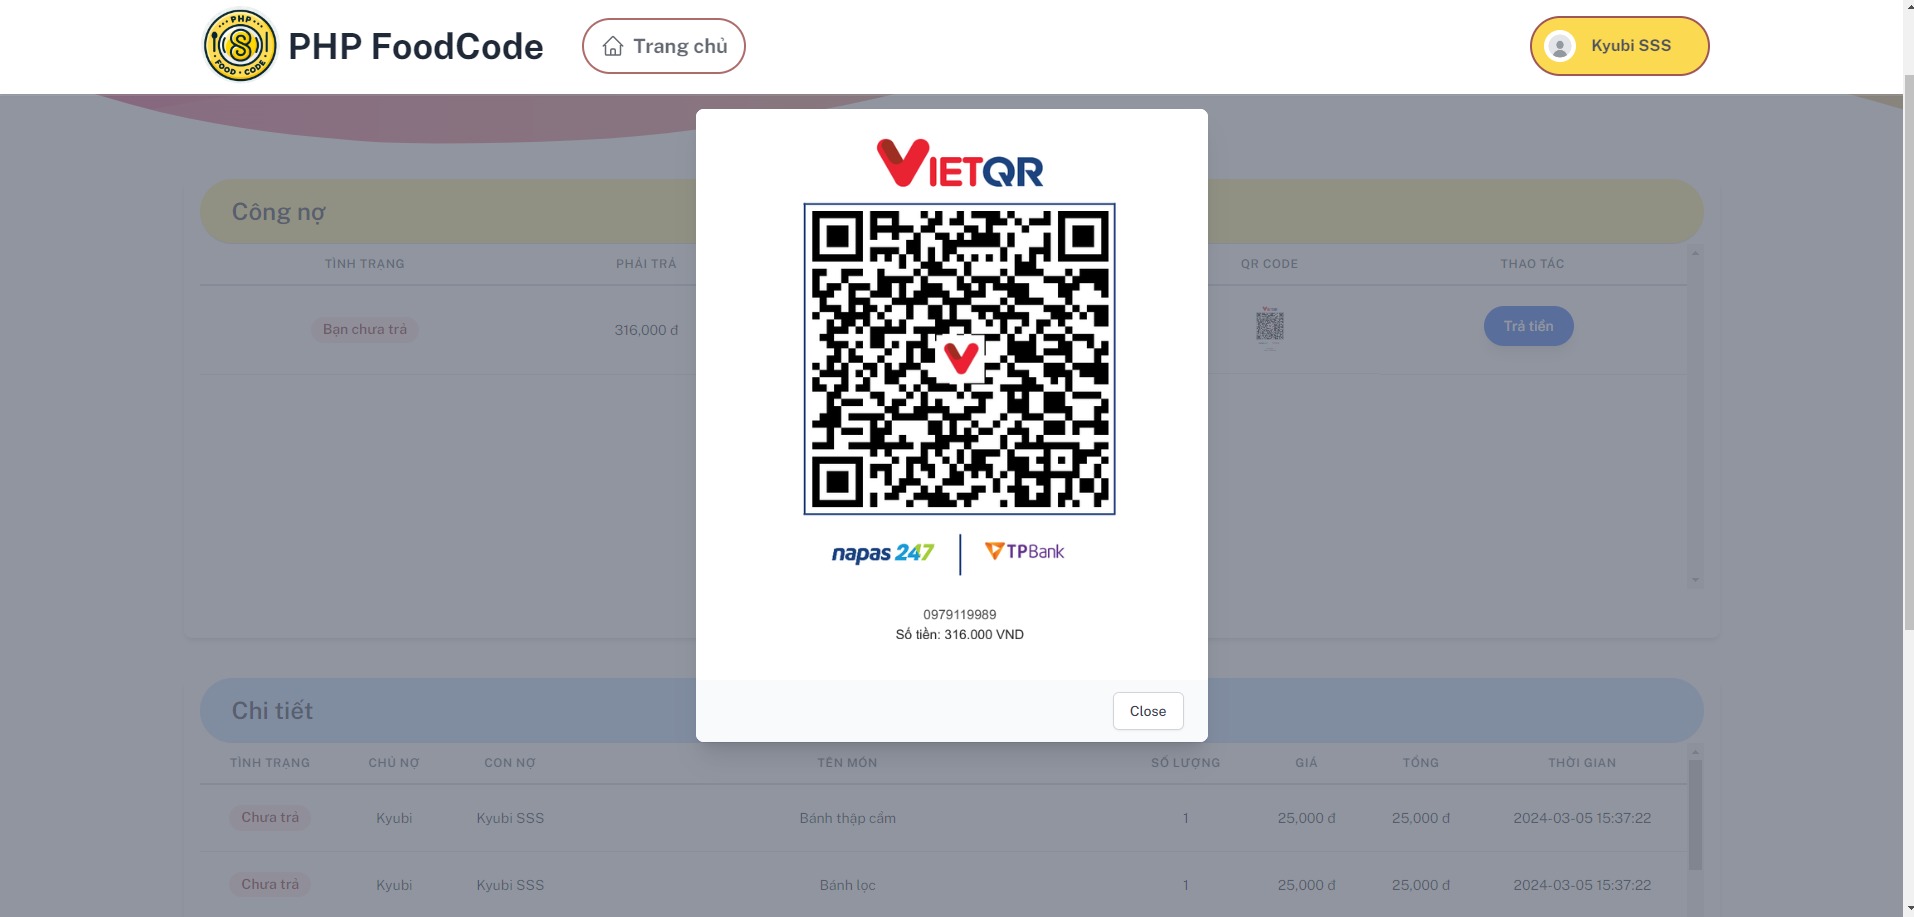 PHP
FOOD · CODE
PHP FoodCode
Trang chủ
Kyubi SSS
VIETQR
napas 247
TPBank
0979119989
Số tiền: 316.000 VND
Close
Công nợ
TÌNH TRẠNG PHẢI TRẢ QR CODE THAO TÁC
Bạn chưa trả 316,000 đ Trả tiền
Chi tiết
TÌNH TRẠNG CHỦ NỢ CON NỢ TÊN MÓN SỐ LƯỢNG GIÁ TỔNG THỜI GIAN
Chưa trả Kyubi Kyubi SSS Bánh thập cẩm 1 25,000 đ 25,000 đ 2024-03-05 15:37:22
Chưa trả Kyubi Kyubi SSS Bánh lọc 1 25,000 đ 25,000 đ 2024-03-05 15:37:22